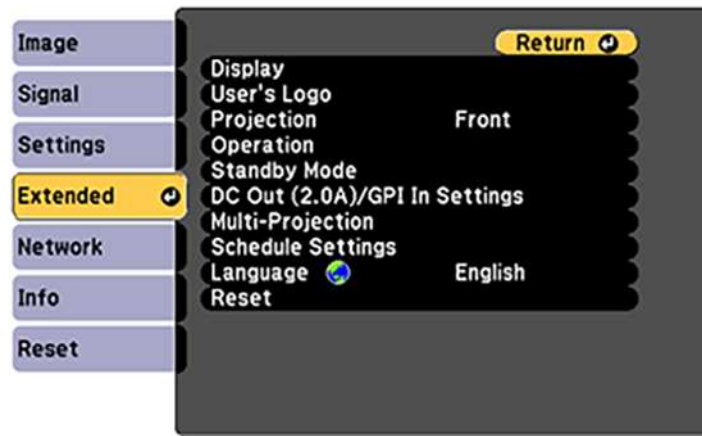 Image
Signal
Settings
Extended
Network
Info
Reset
Return
Display
User's Logo
Projection Front
Operation
Standby Mode
DC Out (2.0A)/GPI In Settings
Multi-Projection
Schedule Settings
Language English
Reset